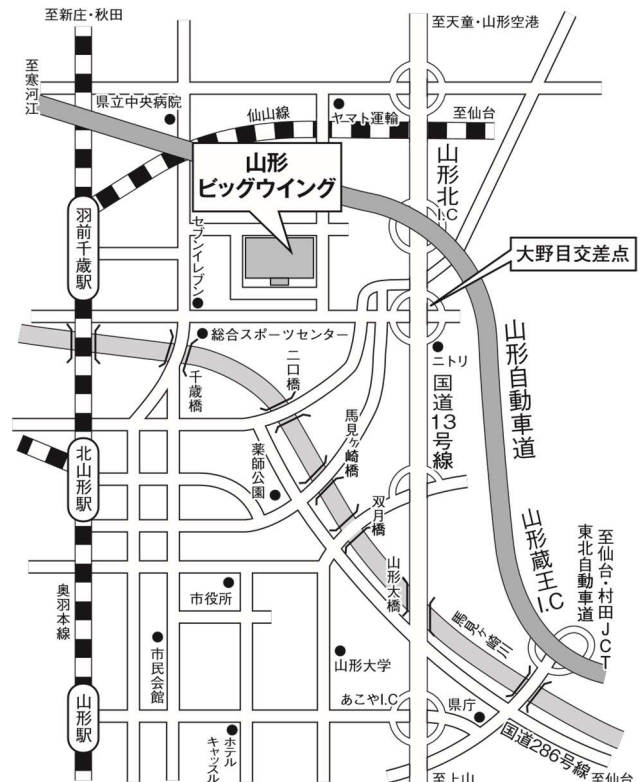 至新庄・秋田
至天童・山形空港
至寒河江
県立中央病院
仙山線
ヤマト運輸
至仙台
山形
ビッグウイング
山形北I.C
羽前千歳駅
セブンイレブン
大野目交差点
総合スポーツセンター
ニトリ
山形自動車道
千歳橋
二口橋
国道13号線
馬見ヶ崎橋
北山形駅
薬師公園
双月橋
山形蔵王I.C
至仙台・村田JCT
東北自動車道
山形大橋
奥羽本線
市役所
馬見ヶ崎川
市民会館
山形大学
山形駅
あこやI.C
県庁
ホテル
キャッスル
国道286号線
至上山
至仙台